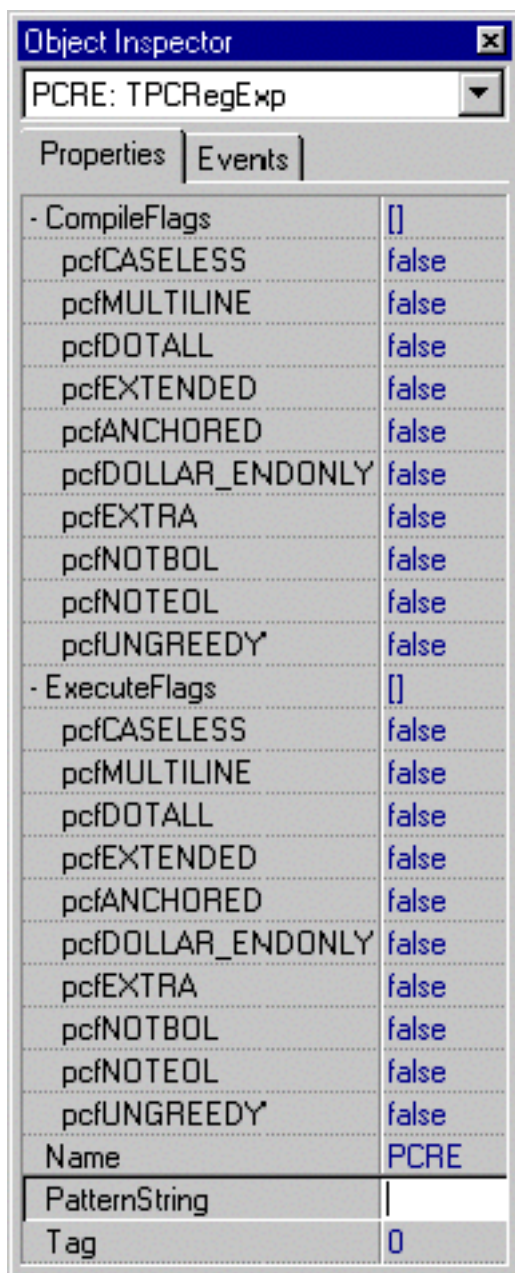 Object Inspector
PCRE: TPCRegExp
Properties Events
- CompileFlags []
pcfCASELESS false
pcfMULTILINE false
pcfDOTALL false
pcfEXTENDED false
pcfANCHORED false
pcfDOLLAR_ENDONLY false
pcfEXTRA false
pcfNOTBOL false
pcfNOTEOL false
pcfUNGREEDY false
- ExecuteFlags []
pcfCASELESS false
pcfMULTILINE false
pcfDOTALL false
pcfEXTENDED false
pcfANCHORED false
pcfDOLLAR_ENDONLY false
pcfEXTRA false
pcfNOTBOL false
pcfNOTEOL false
pcfUNGREEDY false
Name PCRE
PatternString
Tag 0